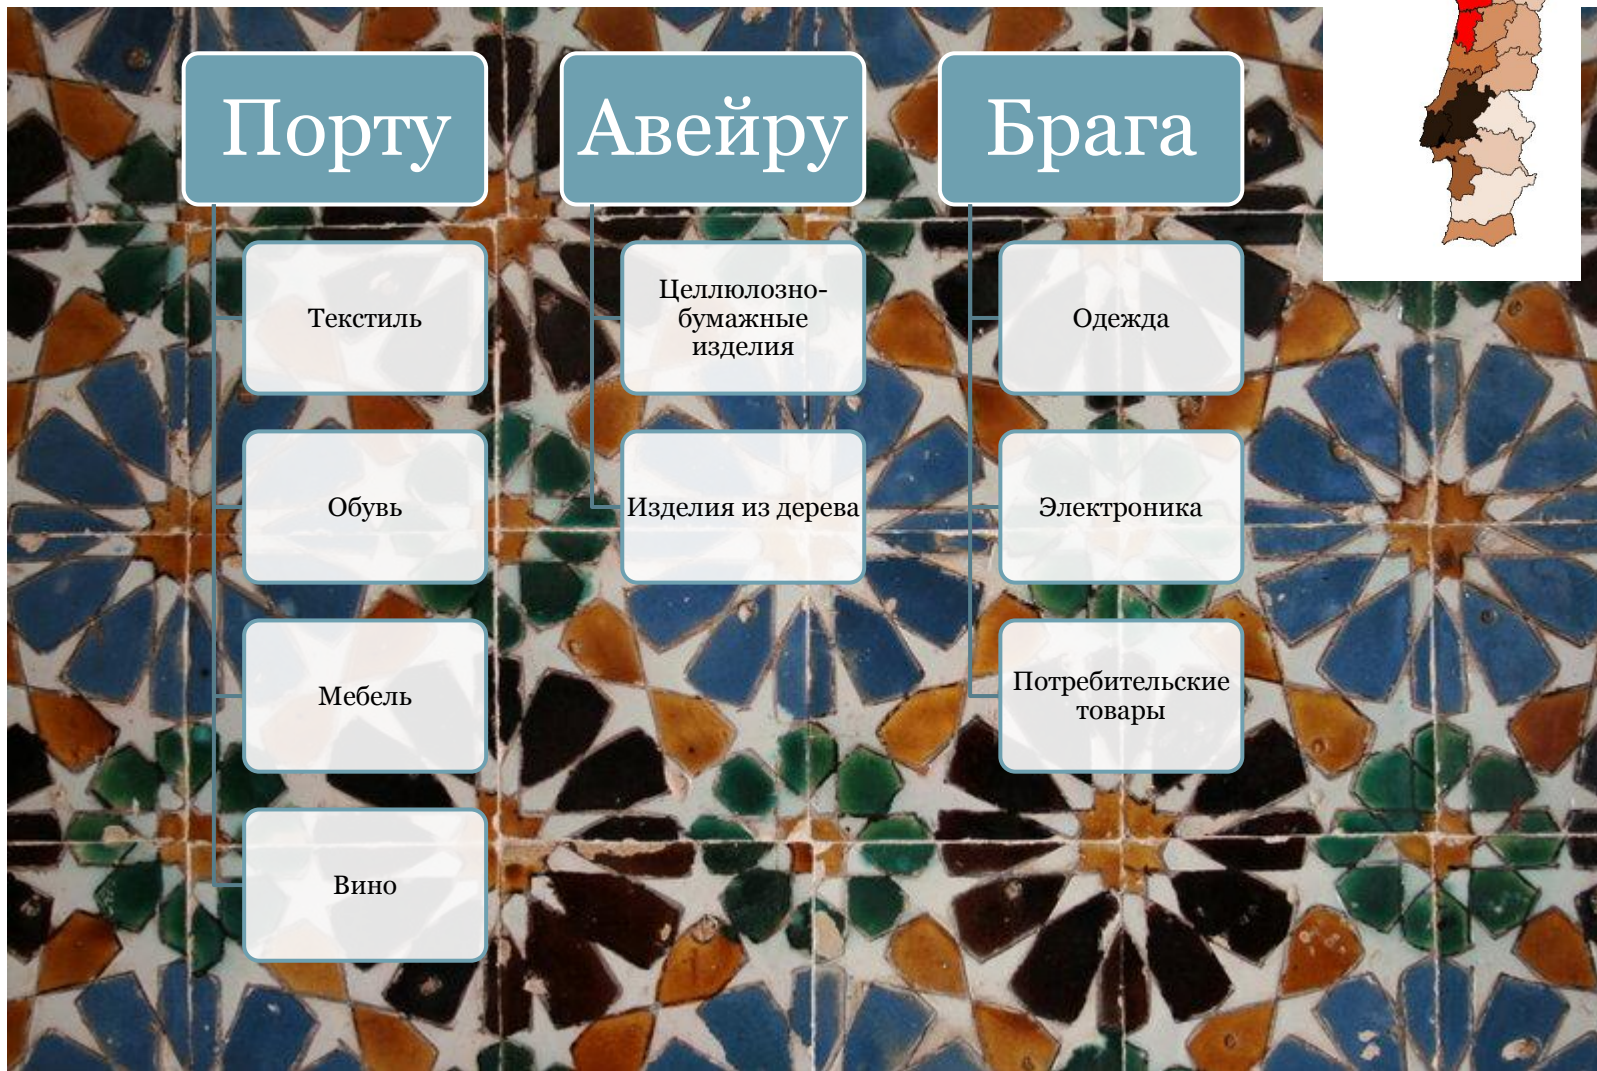 Порту
Текстиль
Обувь
Мебель
Вино
Авейру
Целлюлозно-
бумажные
изделия
Изделия из дерева
Брага
Одежда
Электроника
Потребительские
товары